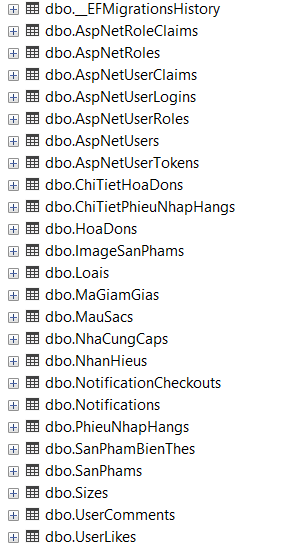 dbo.__EFMigrationsHistory
dbo.AspNetRoleClaims
dbo.AspNetRoles
dbo.AspNetUserClaims
dbo.AspNetUserLogins
dbo.AspNetUserRoles
dbo.AspNetUsers
dbo.AspNetUserTokens
dbo.ChiTietHoaDons
dbo.ChiTietPhieuNhapHangs
dbo.HoaDons
dbo.ImageSanPhams
dbo.Loais
dbo.MaGiamGias
dbo.MauSacs
dbo.NhaCungCaps
dbo.NhanHieus
dbo.NotificationCheckouts
dbo.Notifications
dbo.PhieuNhapHangs
dbo.SanPhamBienThes
dbo.SanPhams
dbo.Sizes
dbo.UserComments
dbo.UserLikes